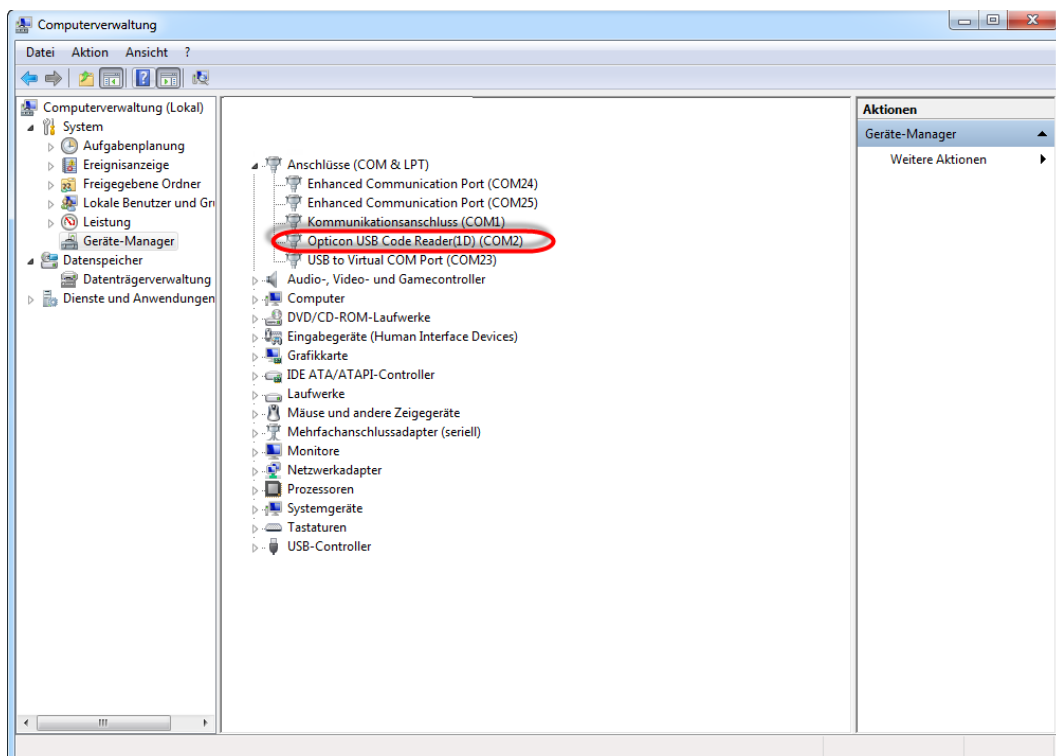 Computerverwaltung
Datei Aktion Ansicht ?
Computerverwaltung (Lokal)
System
Aufgabenplanung
Ereignisanzeige
Freigegebene Ordner
Lokale Benutzer und Gru
Leistung
Geräte-Manager
Datenspeicher
Datenträgerverwaltung
Dienste und Anwendungen
Anschlüsse (COM & LPT)
Enhanced Communication Port (COM24)
Enhanced Communication Port (COM25)
Kommunikationsanschluss (COM1)
Opticon USB Code Reader(1D) (COM2)
USB to Virtual COM Port (COM23)
Audio-, Video- und Gamecontroller
Computer
DVD/CD-ROM-Laufwerke
Eingabegeräte (Human Interface Devices)
Grafikkarte
IDE ATA/ATAPI-Controller
Laufwerke
Mäuse und andere Zeigegeräte
Mehrfachanschlussadapter (seriell)
Monitore
Netzwerkadapter
Prozessoren
Systemgeräte
Tastaturen
USB-Controller
Aktionen
Geräte-Manager
Weitere Aktionen